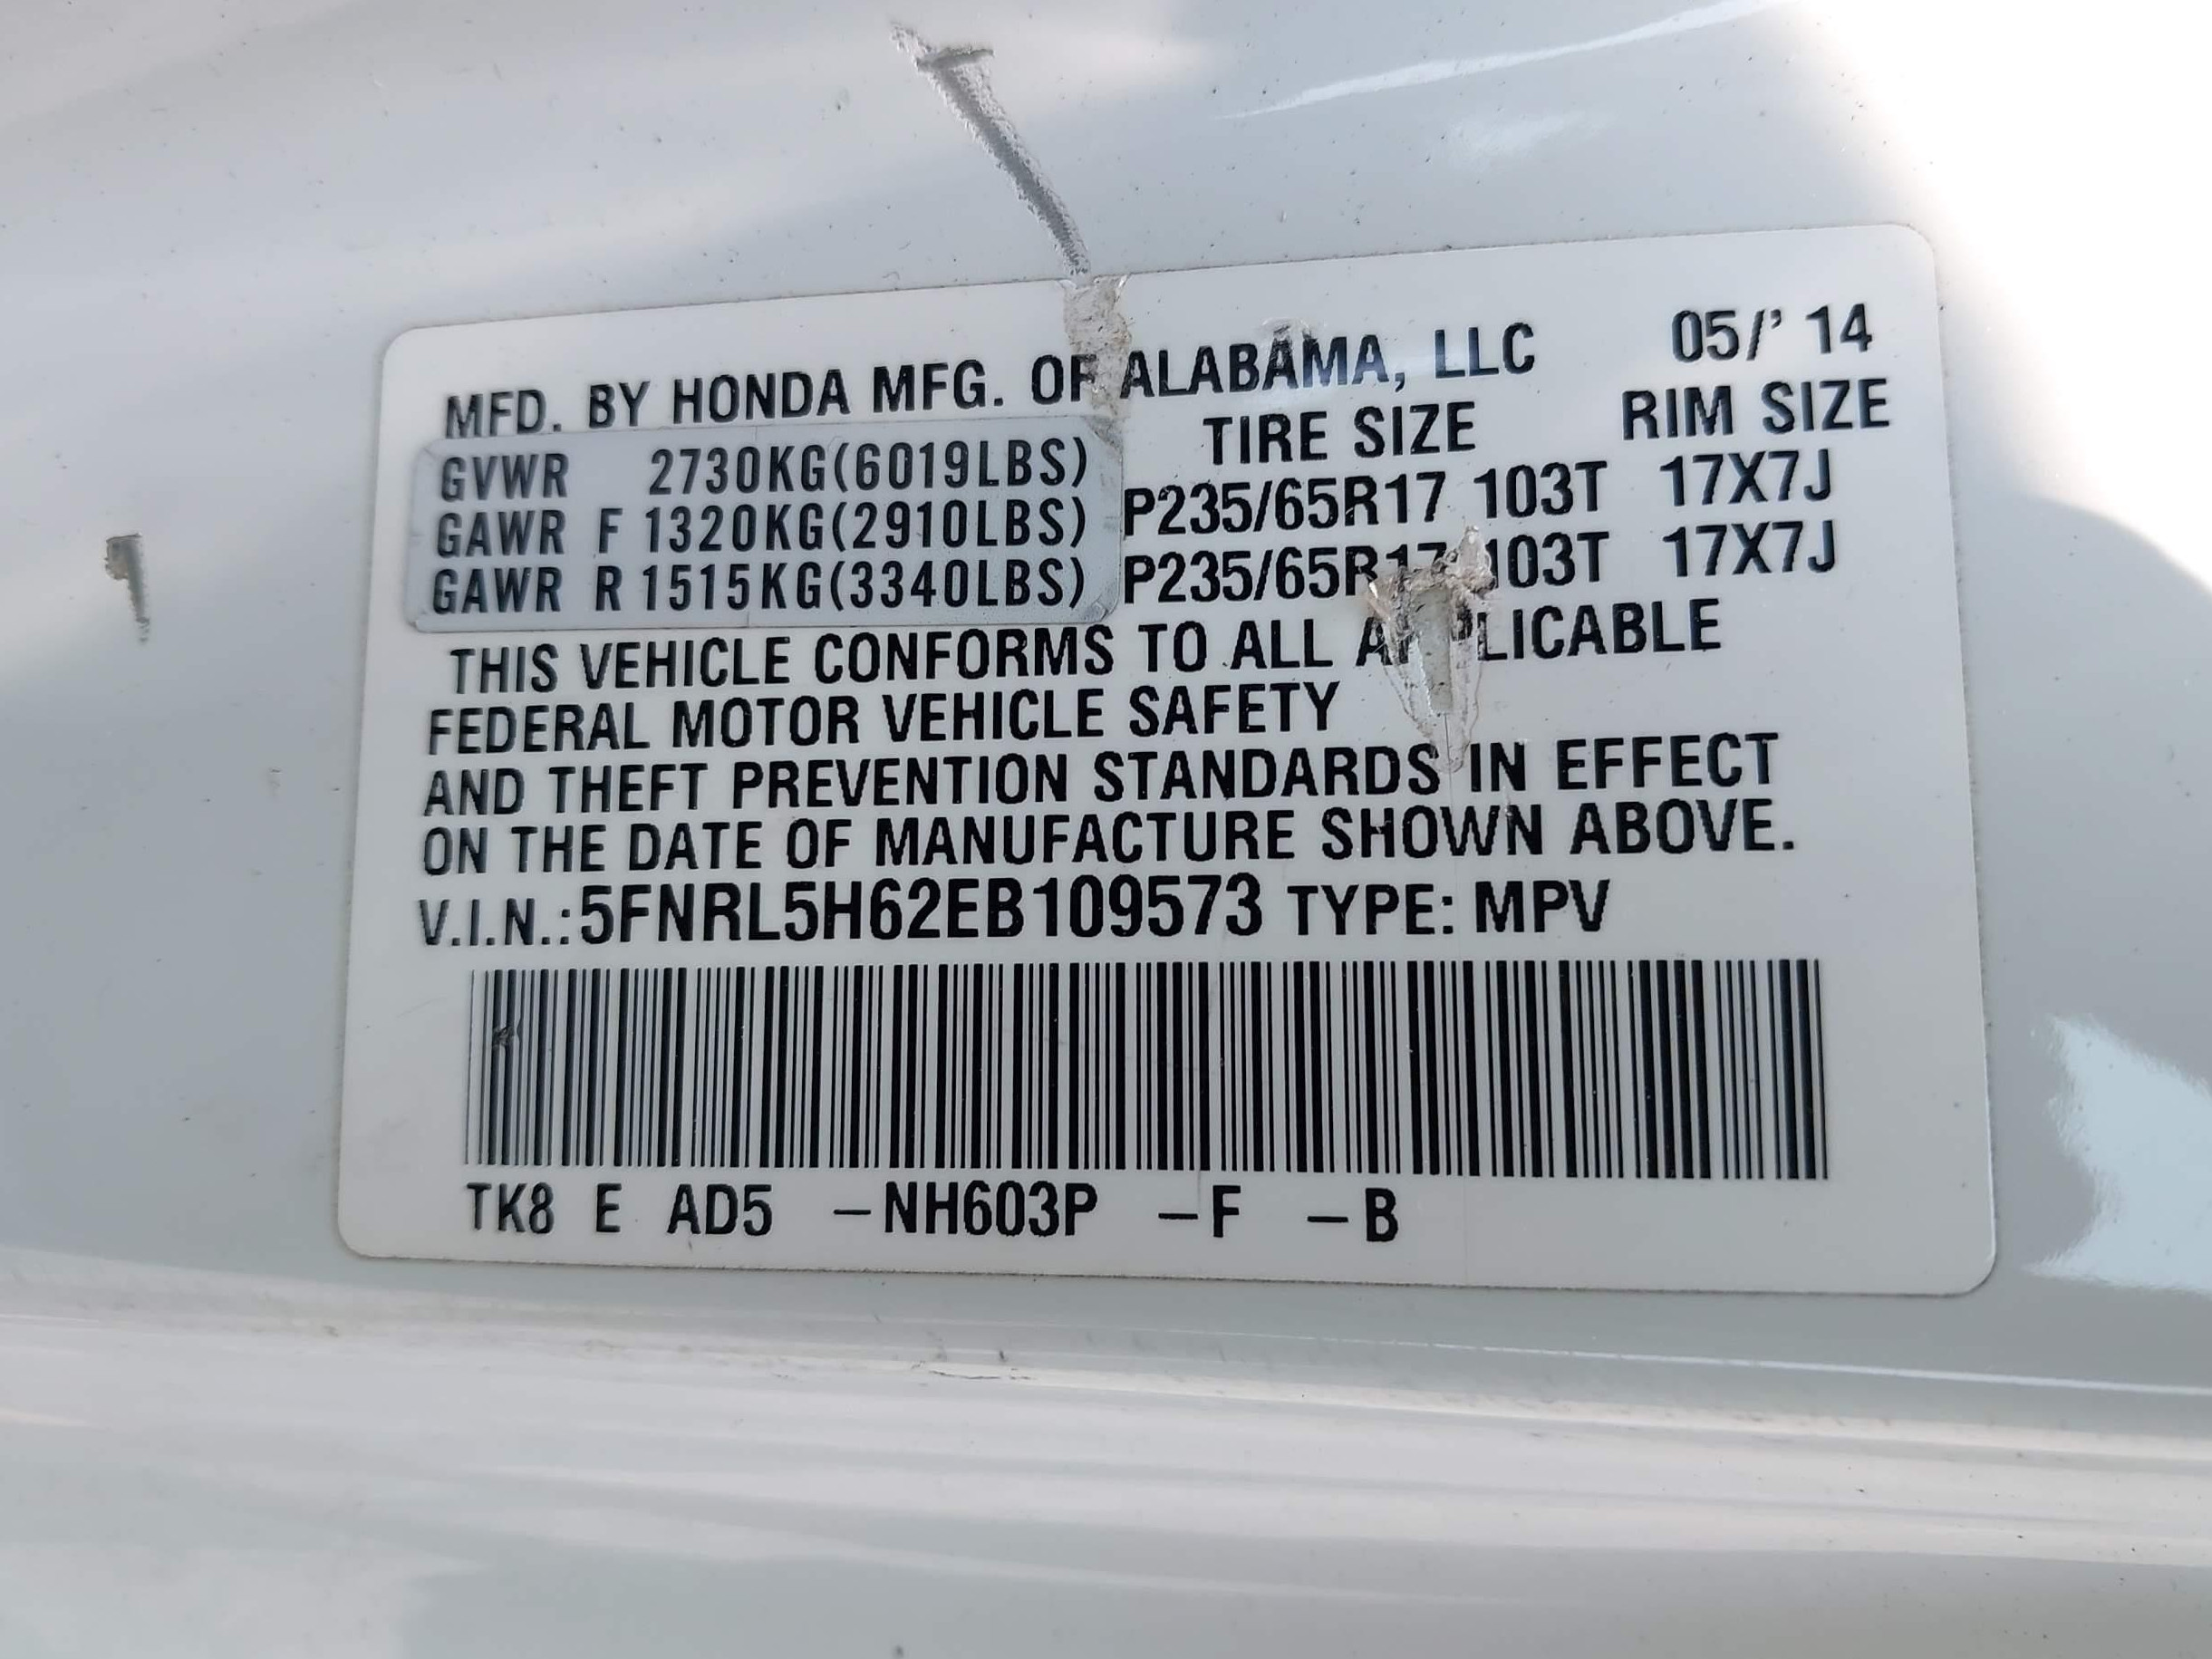 MFD. BY HONDA MFG. OF ALABAMA, LLC 05/' 14
TIRE SIZE RIM SIZE
GVWR 2730KG(6019LBS)
GAWR F 1320KG(2910LBS) P235/65R17 103T 17X7J
GAWR R 1515KG(3340LBS) P235/65R17 103T 17X7J
THIS VEHICLE CONFORMS TO ALL APPLICABLE
FEDERAL MOTOR VEHICLE SAFETY
AND THEFT PREVENTION STANDARDS IN EFFECT
ON THE DATE OF MANUFACTURE SHOWN ABOVE.
V.I.N.:5FNRL5H62EB109573 TYPE: MPV
TK8 E AD5 -NH603P -F -B